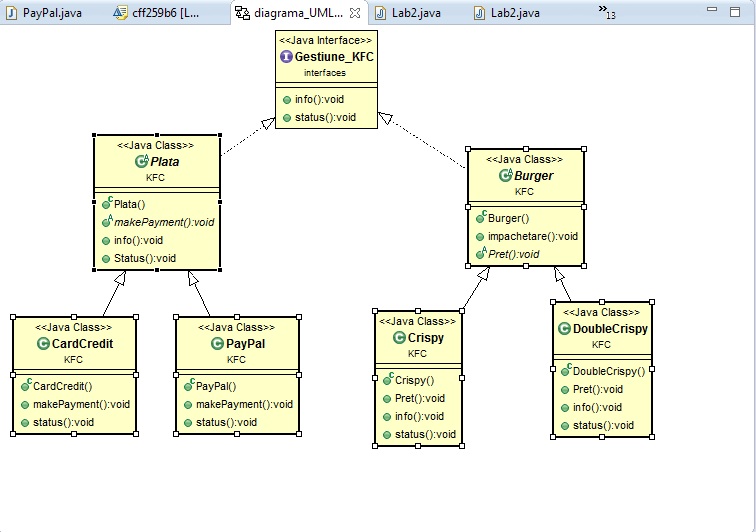 PayPal.java
cff259b6 [L...
diagrama_UML...
Lab2.java
Lab2.java
»13
<<Java Interface>>
I Gestiune_KFC
interfaces
info():void
status():void
<<Java Class>>
C A Plata
KFC
C Plata()
A makePayment():void
info():void
Status():void
<<Java Class>>
C A Burger
KFC
C Burger()
impachetare():void
A Pret():void
<<Java Class>>
C CardCredit
KFC
C CardCredit()
makePayment():void
status():void
<<Java Class>>
C PayPal
KFC
C PayPal()
makePayment():void
status():void
<<Java Class>>
C Crispy
KFC
C Crispy()
Pret():void
info():void
status():void
<<Java Class>>
C DoubleCrispy
KFC
C DoubleCrispy()
Pret():void
info():void
status():void